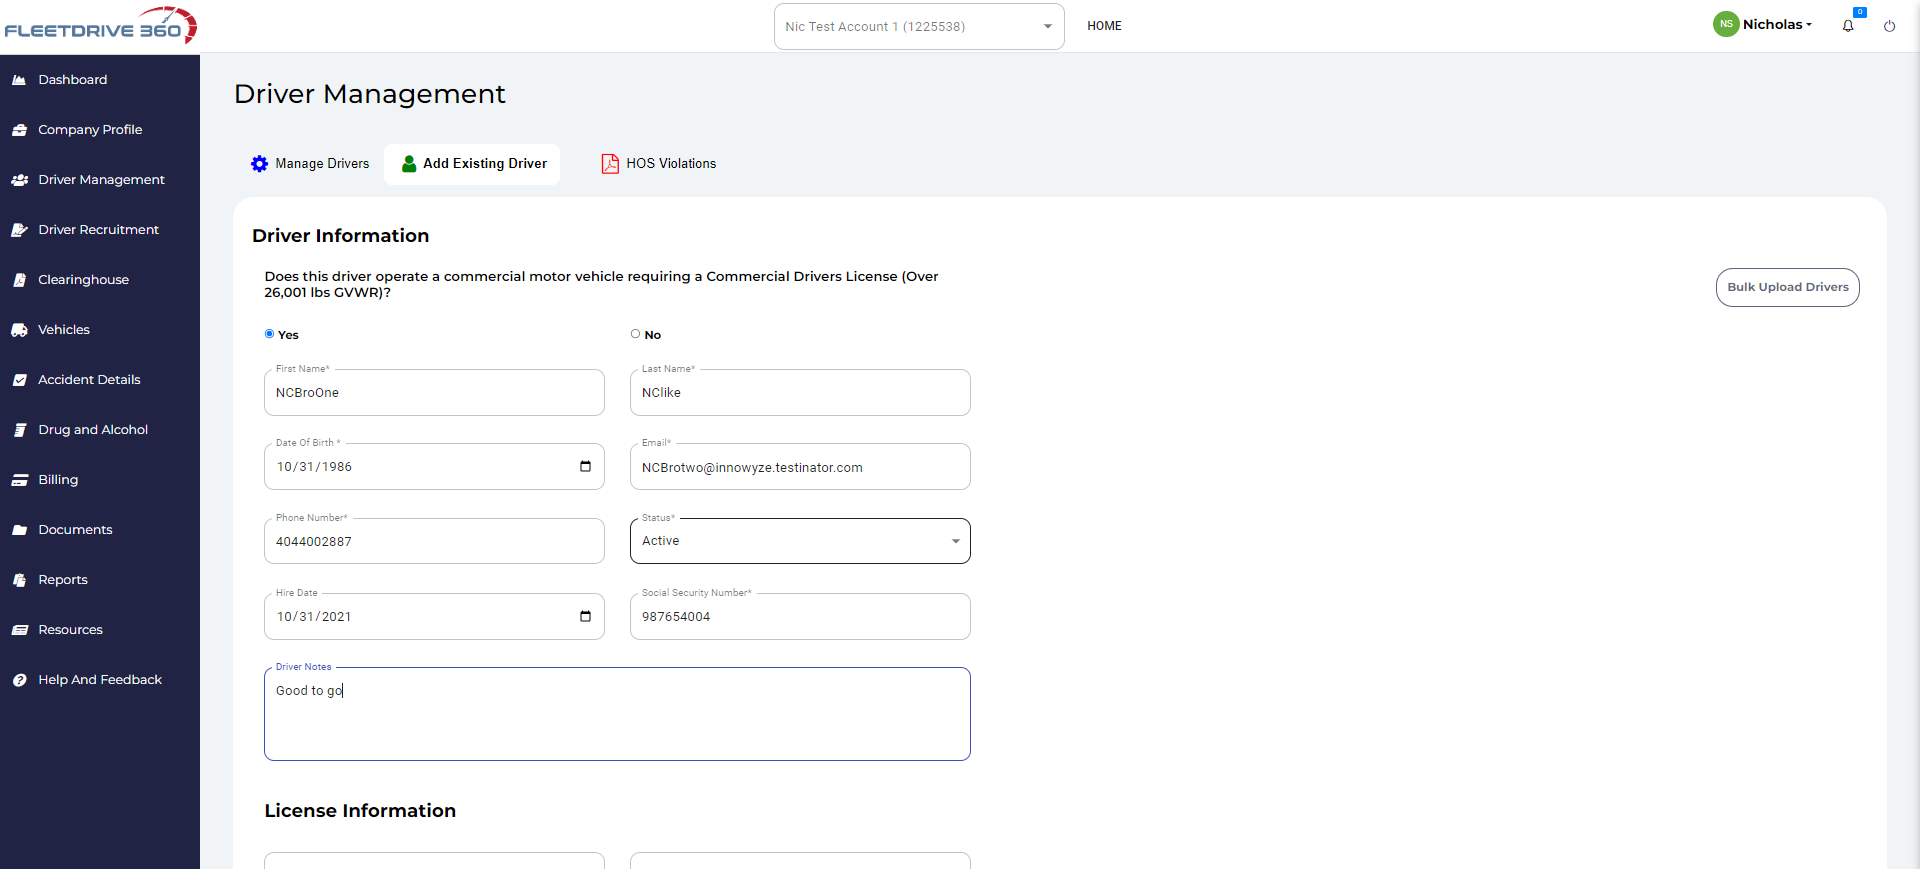 FLEETDRIVE 360
Nic Test Account 1 (1225538)
HOME
NS
Nicholas
0
Dashboard
Company Profile
Driver Management
Driver Recruitment
Clearinghouse
Vehicles
Accident Details
Drug and Alcohol
Billing
Documents
Reports
Resources
Help And Feedback
Driver Management
Manage Drivers
Add Existing Driver
HOS Violations
Driver Information
Does this driver operate a commercial motor vehicle requiring a Commercial Drivers License (Over
26,001 lbs GVWR)?
Bulk Upload Drivers
Yes
No
First Name*
NCBroOne
Last Name*
NClike
Date Of Birth *
10/31/1986
Email*
NCBrotwo@innowyze.testinator.com
Phone Number*
4044002887
Status*
Active
Hire Date
10/31/2021
Social Security Number*
987654004
Driver Notes
Good to go
License Information